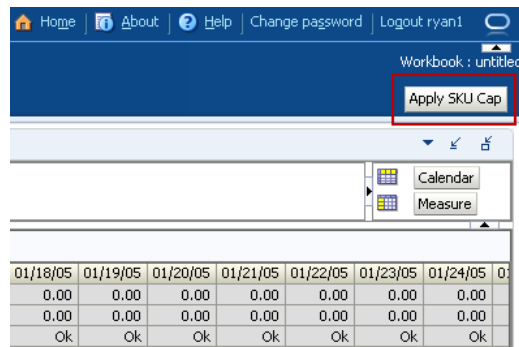 Home | About | Help | Change password | Logout ryan1
Workbook : untitled
Apply SKU Cap
Calendar
Measure
01/18/05 01/19/05 01/20/05 01/21/05 01/22/05 01/23/05 01/24/05 01
0.00 0.00 0.00 0.00 0.00 0.00 0.00
0.00 0.00 0.00 0.00 0.00 0.00 0.00
Ok Ok Ok Ok Ok Ok Ok